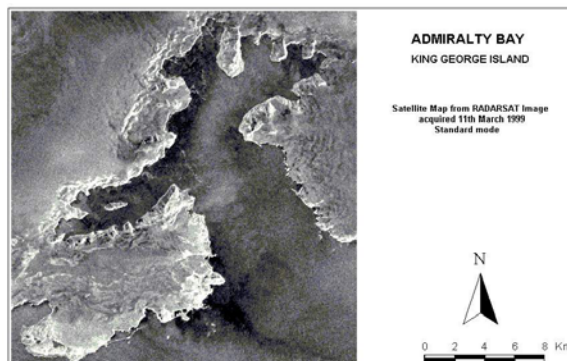 ADMIRALTY BAY
KING GEORGE ISLAND
Satellite Map from RADARSAT Image
acquired 11th March 1999
Standard mode
N
0 2 4 6 8 Km